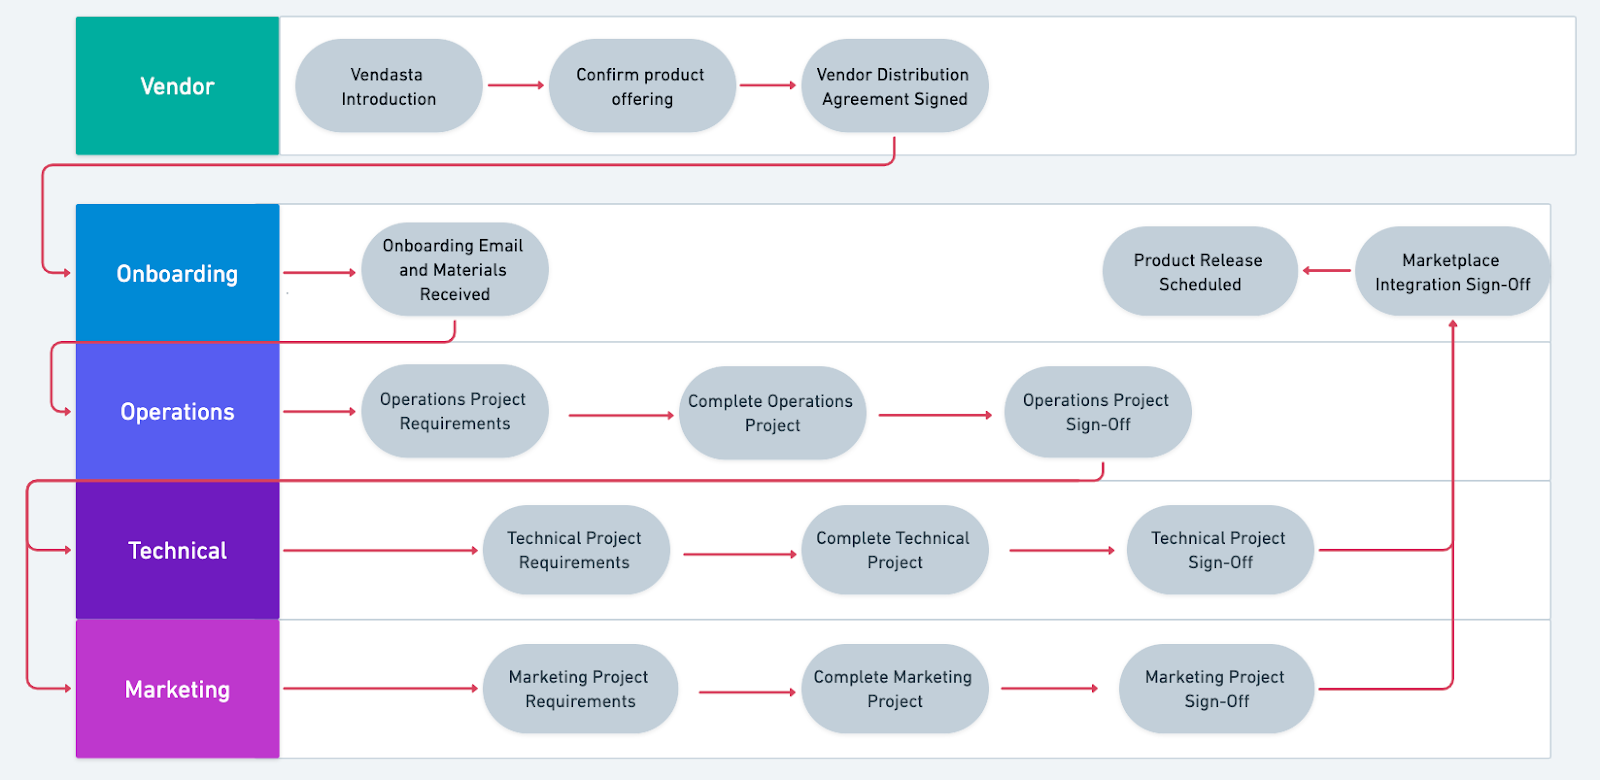 Vendor
Vendasta
Introduction
Confirm product
offering
Vendor Distribution
Agreement Signed
Onboarding
Onboarding Email
and Materials
Received
Product Release
Scheduled
Marketplace
Integration Sign-Off
Operations
Operations Project
Requirements
Complete Operations
Project
Operations Project
Sign-Off
Technical
Technical Project
Requirements
Complete Technical
Project
Technical Project
Sign-Off
Marketing
Marketing Project
Requirements
Complete Marketing
Project
Marketing Project
Sign-Off